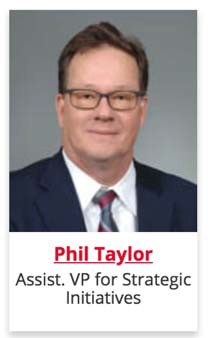 Phil Taylor
Assist. VP for Strategic
Initiatives